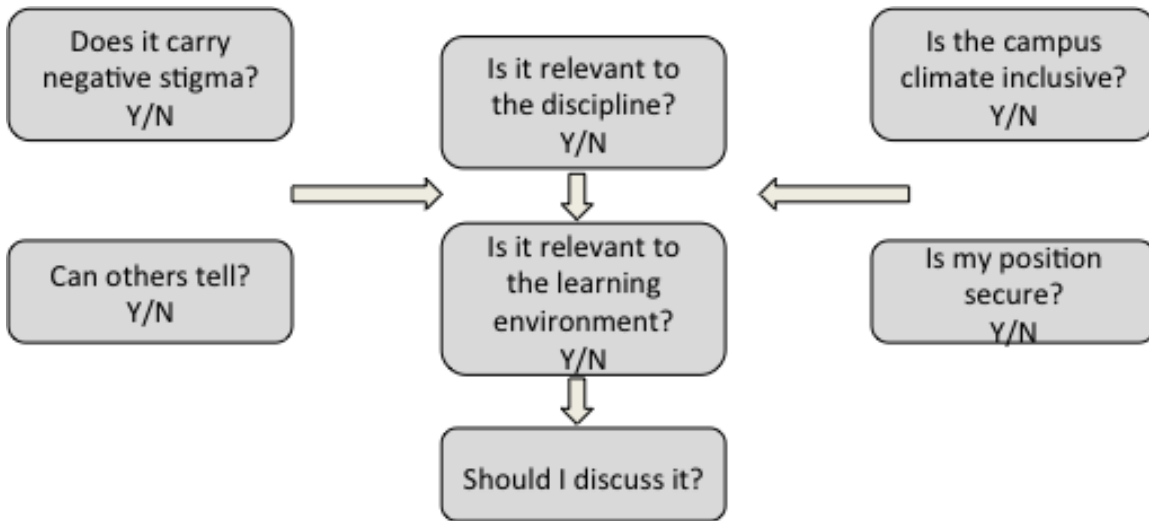 Does it carry
negative stigma?
Y/N
Is it relevant to
the discipline?
Y/N
Is the campus
climate inclusive?
Y/N
Can others tell?
Y/N
Is it relevant to
the learning
environment?
Y/N
Is my position
secure?
Y/N
Should I discuss it?